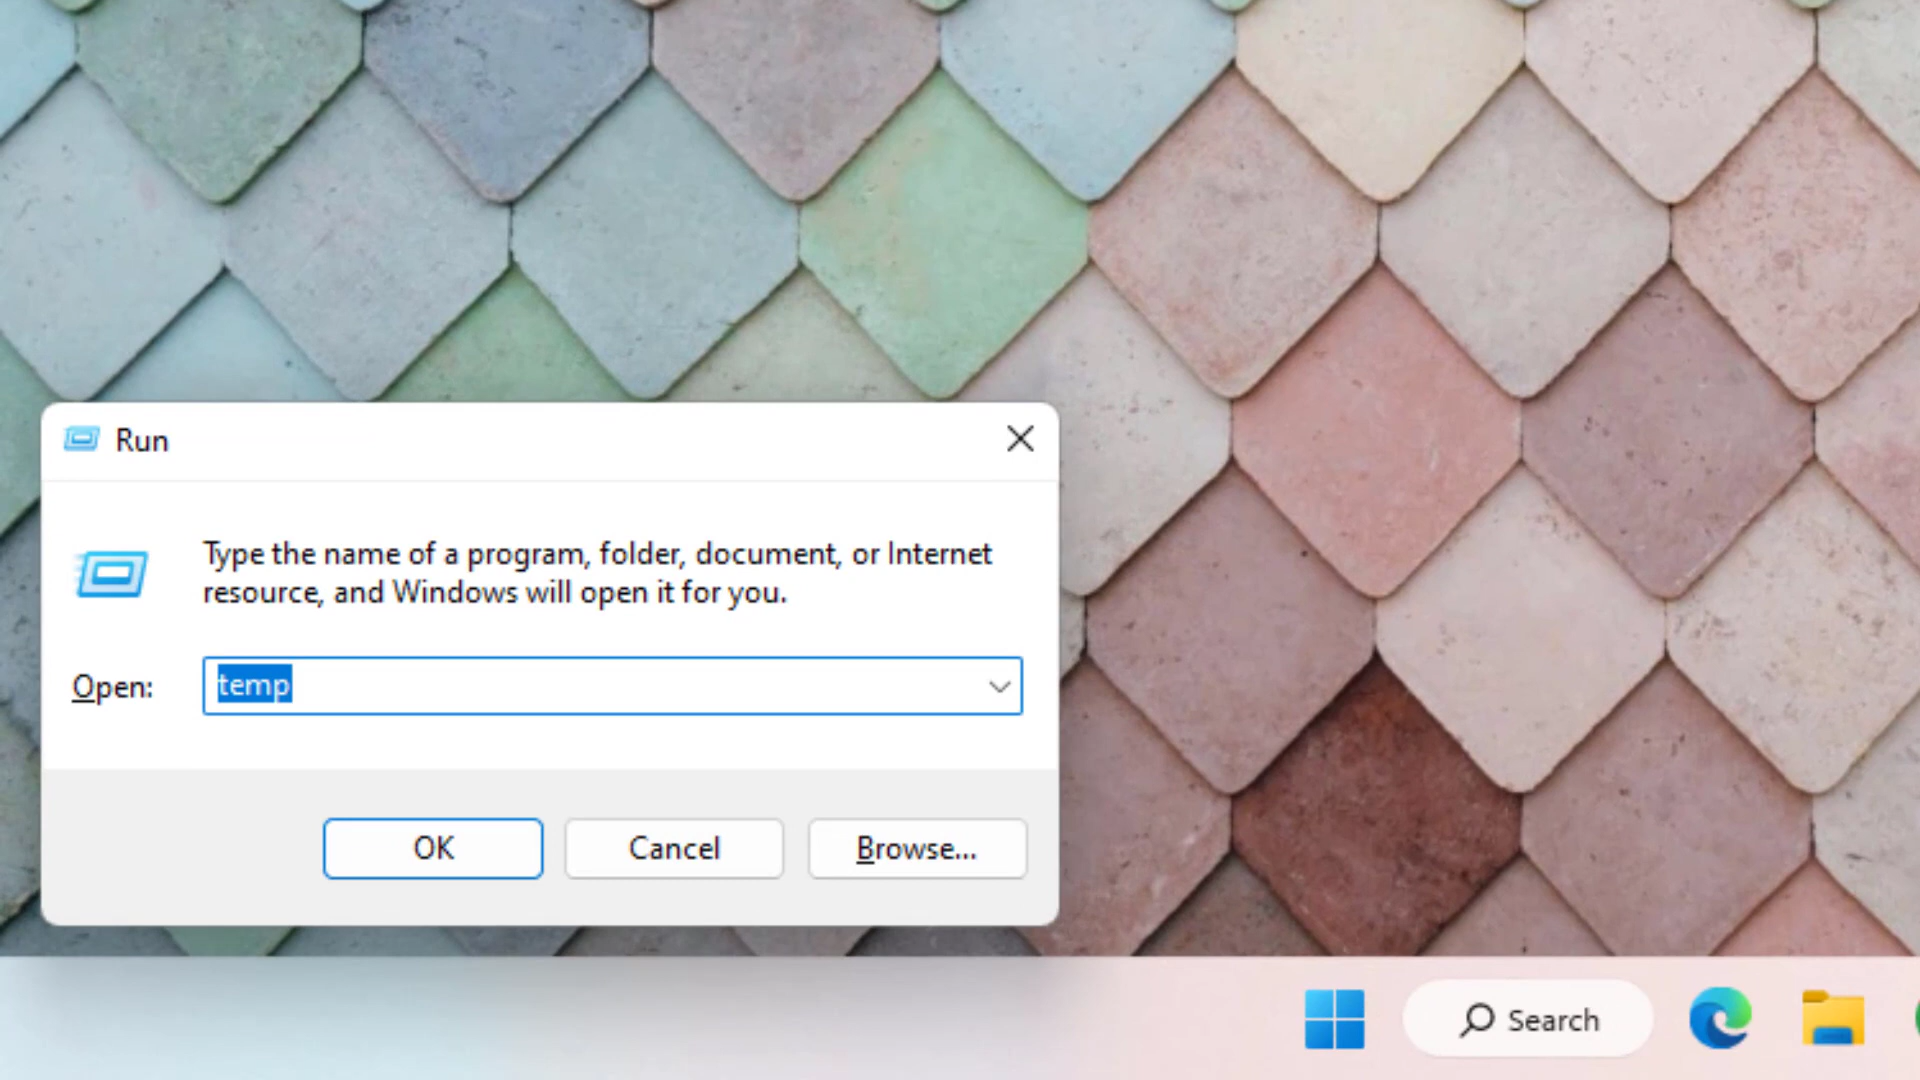 Run
Type the name of a program, folder, document, or Internet
resource, and Windows will open it for you.
Open:
temp
OK
Cancel
Browse...
Search